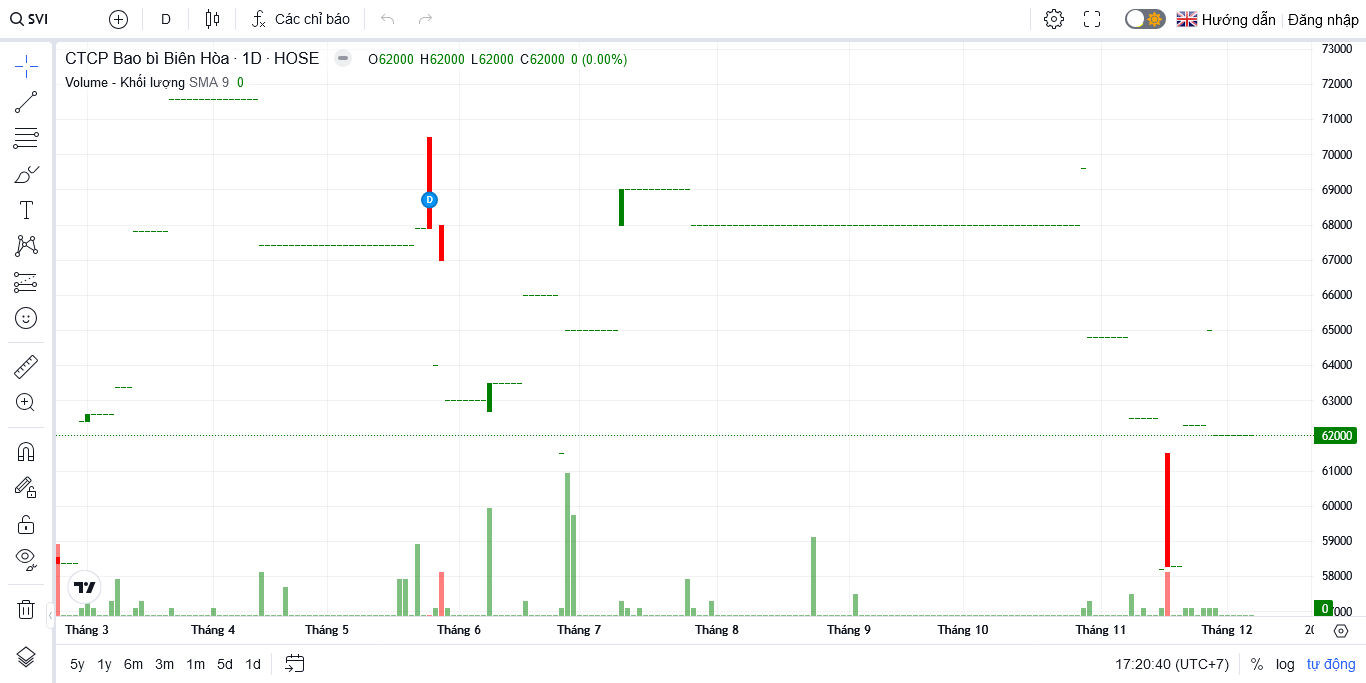 SVI D Các chỉ báo Hướng dẫn Đăng nhập
CTCP Bao bì Biên Hòa · 1D · HOSE O62000 H62000 L62000 C62000 0 (0.00%)
Volume - Khối lượng SMA 9 0
73000
72000
71000
70000
D
69000
68000
67000
66000
65000
64000
63000
62000
61000
60000
59000
58000
0
Tháng 3 Tháng 4 Tháng 5 Tháng 6 Tháng 7 Tháng 8 Tháng 9 Tháng 10 Tháng 11 Tháng 12
5y 1y 6m 3m 1m 5d 1d 17:20:40 (UTC+7) % log tự động